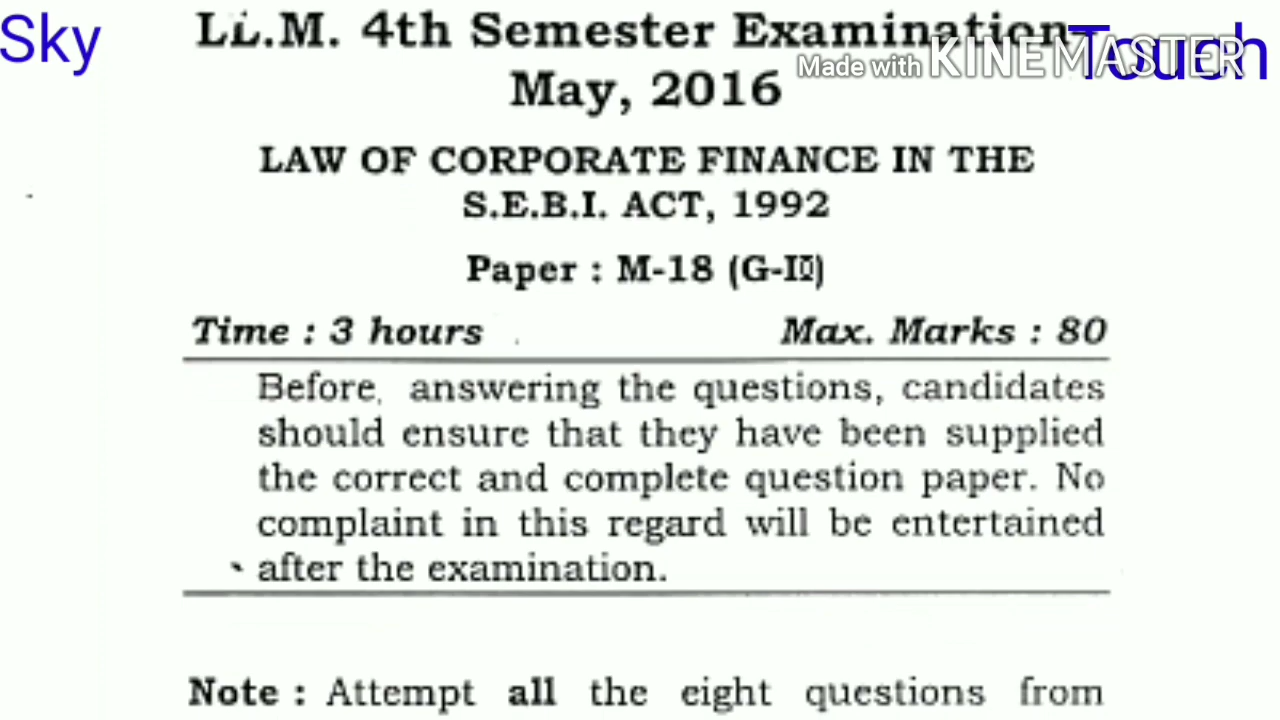 Sky
Touch
Made with KINEMASTER
LL.M. 4th Semester Examination
May, 2016
LAW OF CORPORATE FINANCE IN THE
S.E.B.I. ACT, 1992
Paper : M-18 (G-II)
Time : 3 hours Max. Marks : 80
Before, answering the questions, candidates
should ensure that they have been supplied
the correct and complete question paper. No
complaint in this regard will be entertained
after the examination.
Note : Attempt all the eight questions from